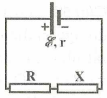 + −
ℰ, r
R X